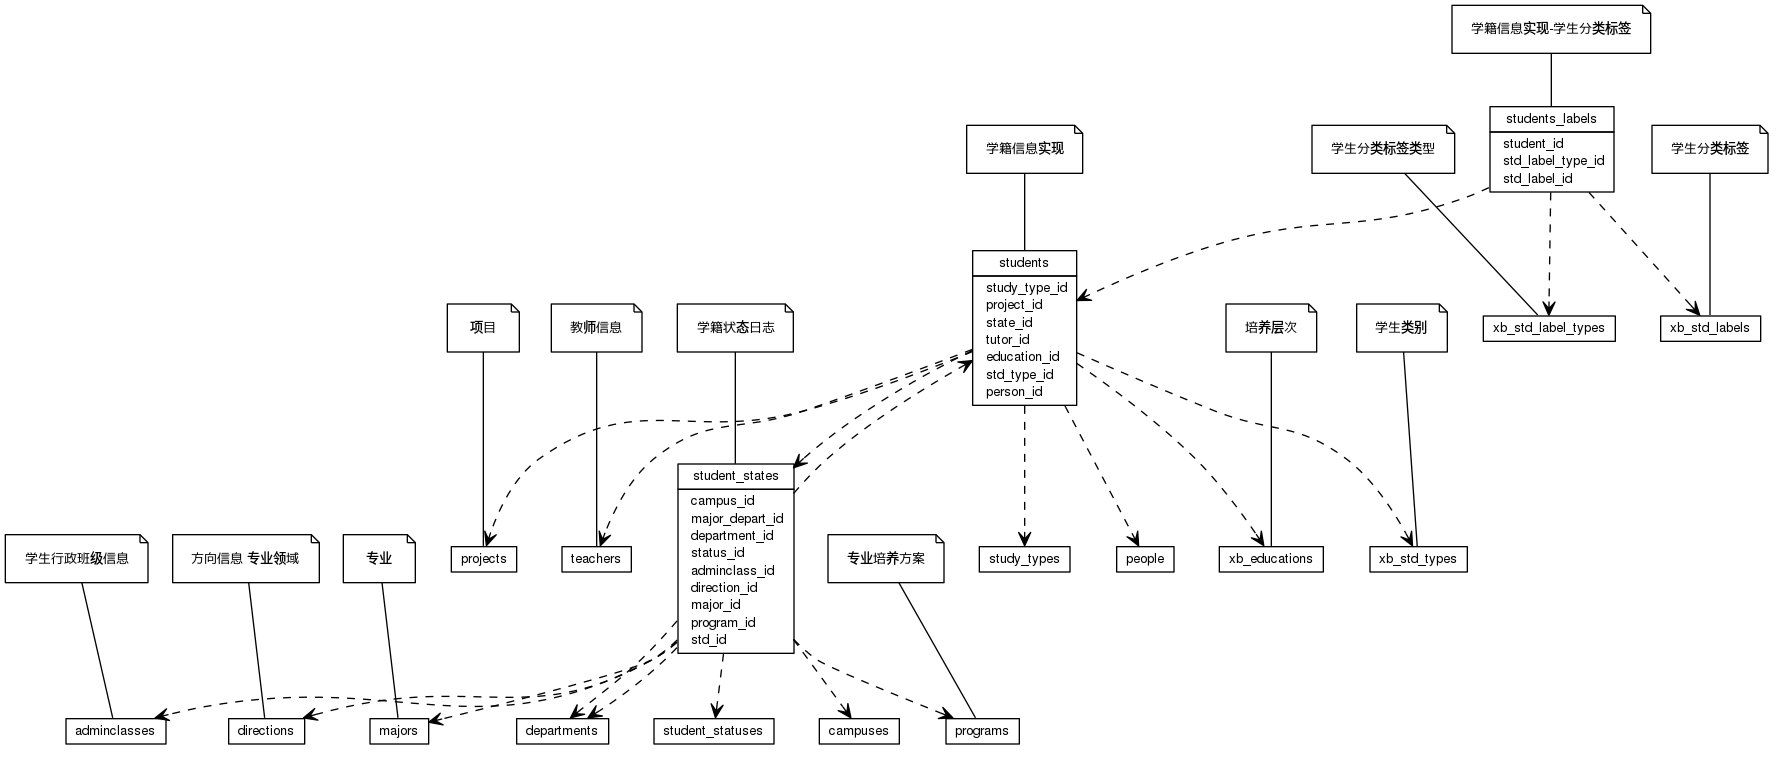 学籍信息实现-学生分类标签
students_labels
student_id
std_label_type_id
std_label_id
学籍信息实现
学生分类标签类型
学生分类标签
students
study_type_id
project_id
state_id
tutor_id
education_id
std_type_id
person_id
项目
教师信息
学籍状态日志
培养层次
学生类别
xb_std_label_types
xb_std_labels
student_states
campus_id
major_depart_id
department_id
status_id
adminclass_id
direction_id
major_id
program_id
std_id
学生行政班级信息
方向信息 专业领域
专业
projects
teachers
专业培养方案
study_types
people
xb_educations
xb_std_types
adminclasses
directions
majors
departments
student_statuses
campuses
programs